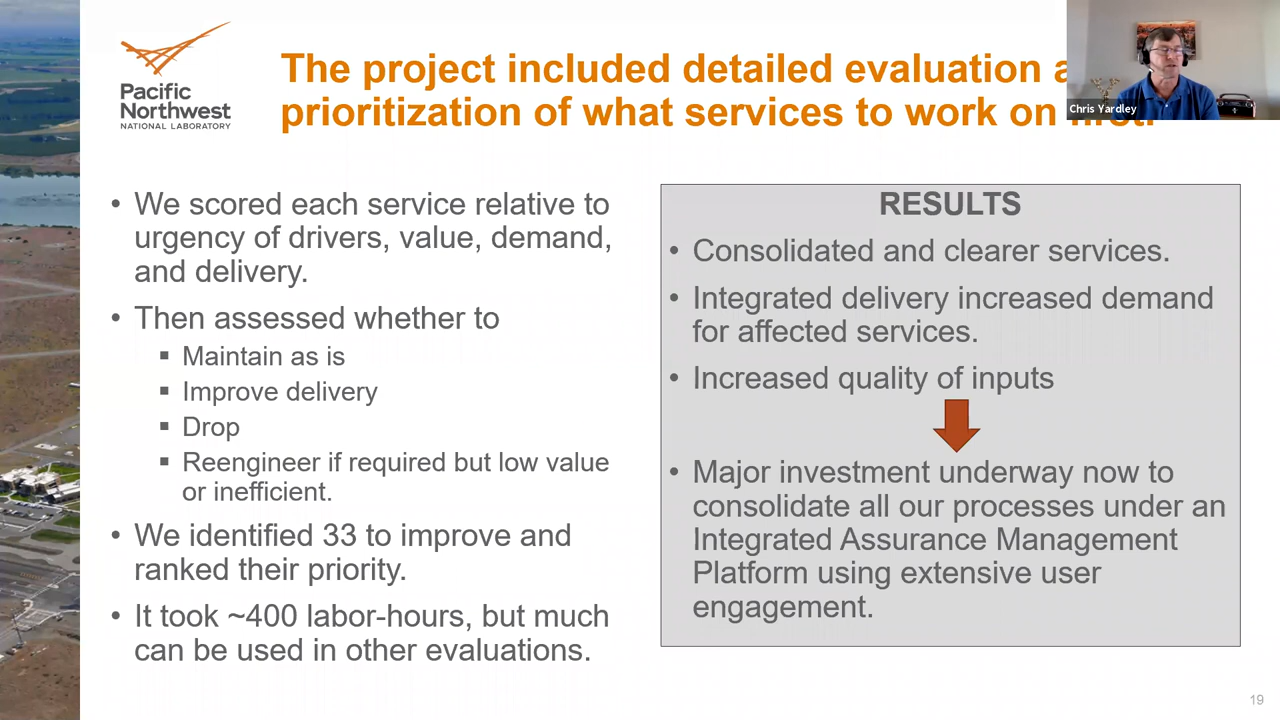 Pacific
Northwest
NATIONAL LABORATORY
The project included detailed evaluation
prioritization of what services to work on
Chris Yardley
• We scored each service relative to
urgency of drivers, value, demand,
and delivery.
• Then assessed whether to
▪ Maintain as is
▪ Improve delivery
▪ Drop
▪ Reengineer if required but low value
or inefficient.
• We identified 33 to improve and
ranked their priority.
• It took ~400 labor-hours, but much
can be used in other evaluations.
RESULTS
• Consolidated and clearer services.
• Integrated delivery increased demand
for affected services.
• Increased quality of inputs
• Major investment underway now to
consolidate all our processes under an
Integrated Assurance Management
Platform using extensive user
engagement.
19